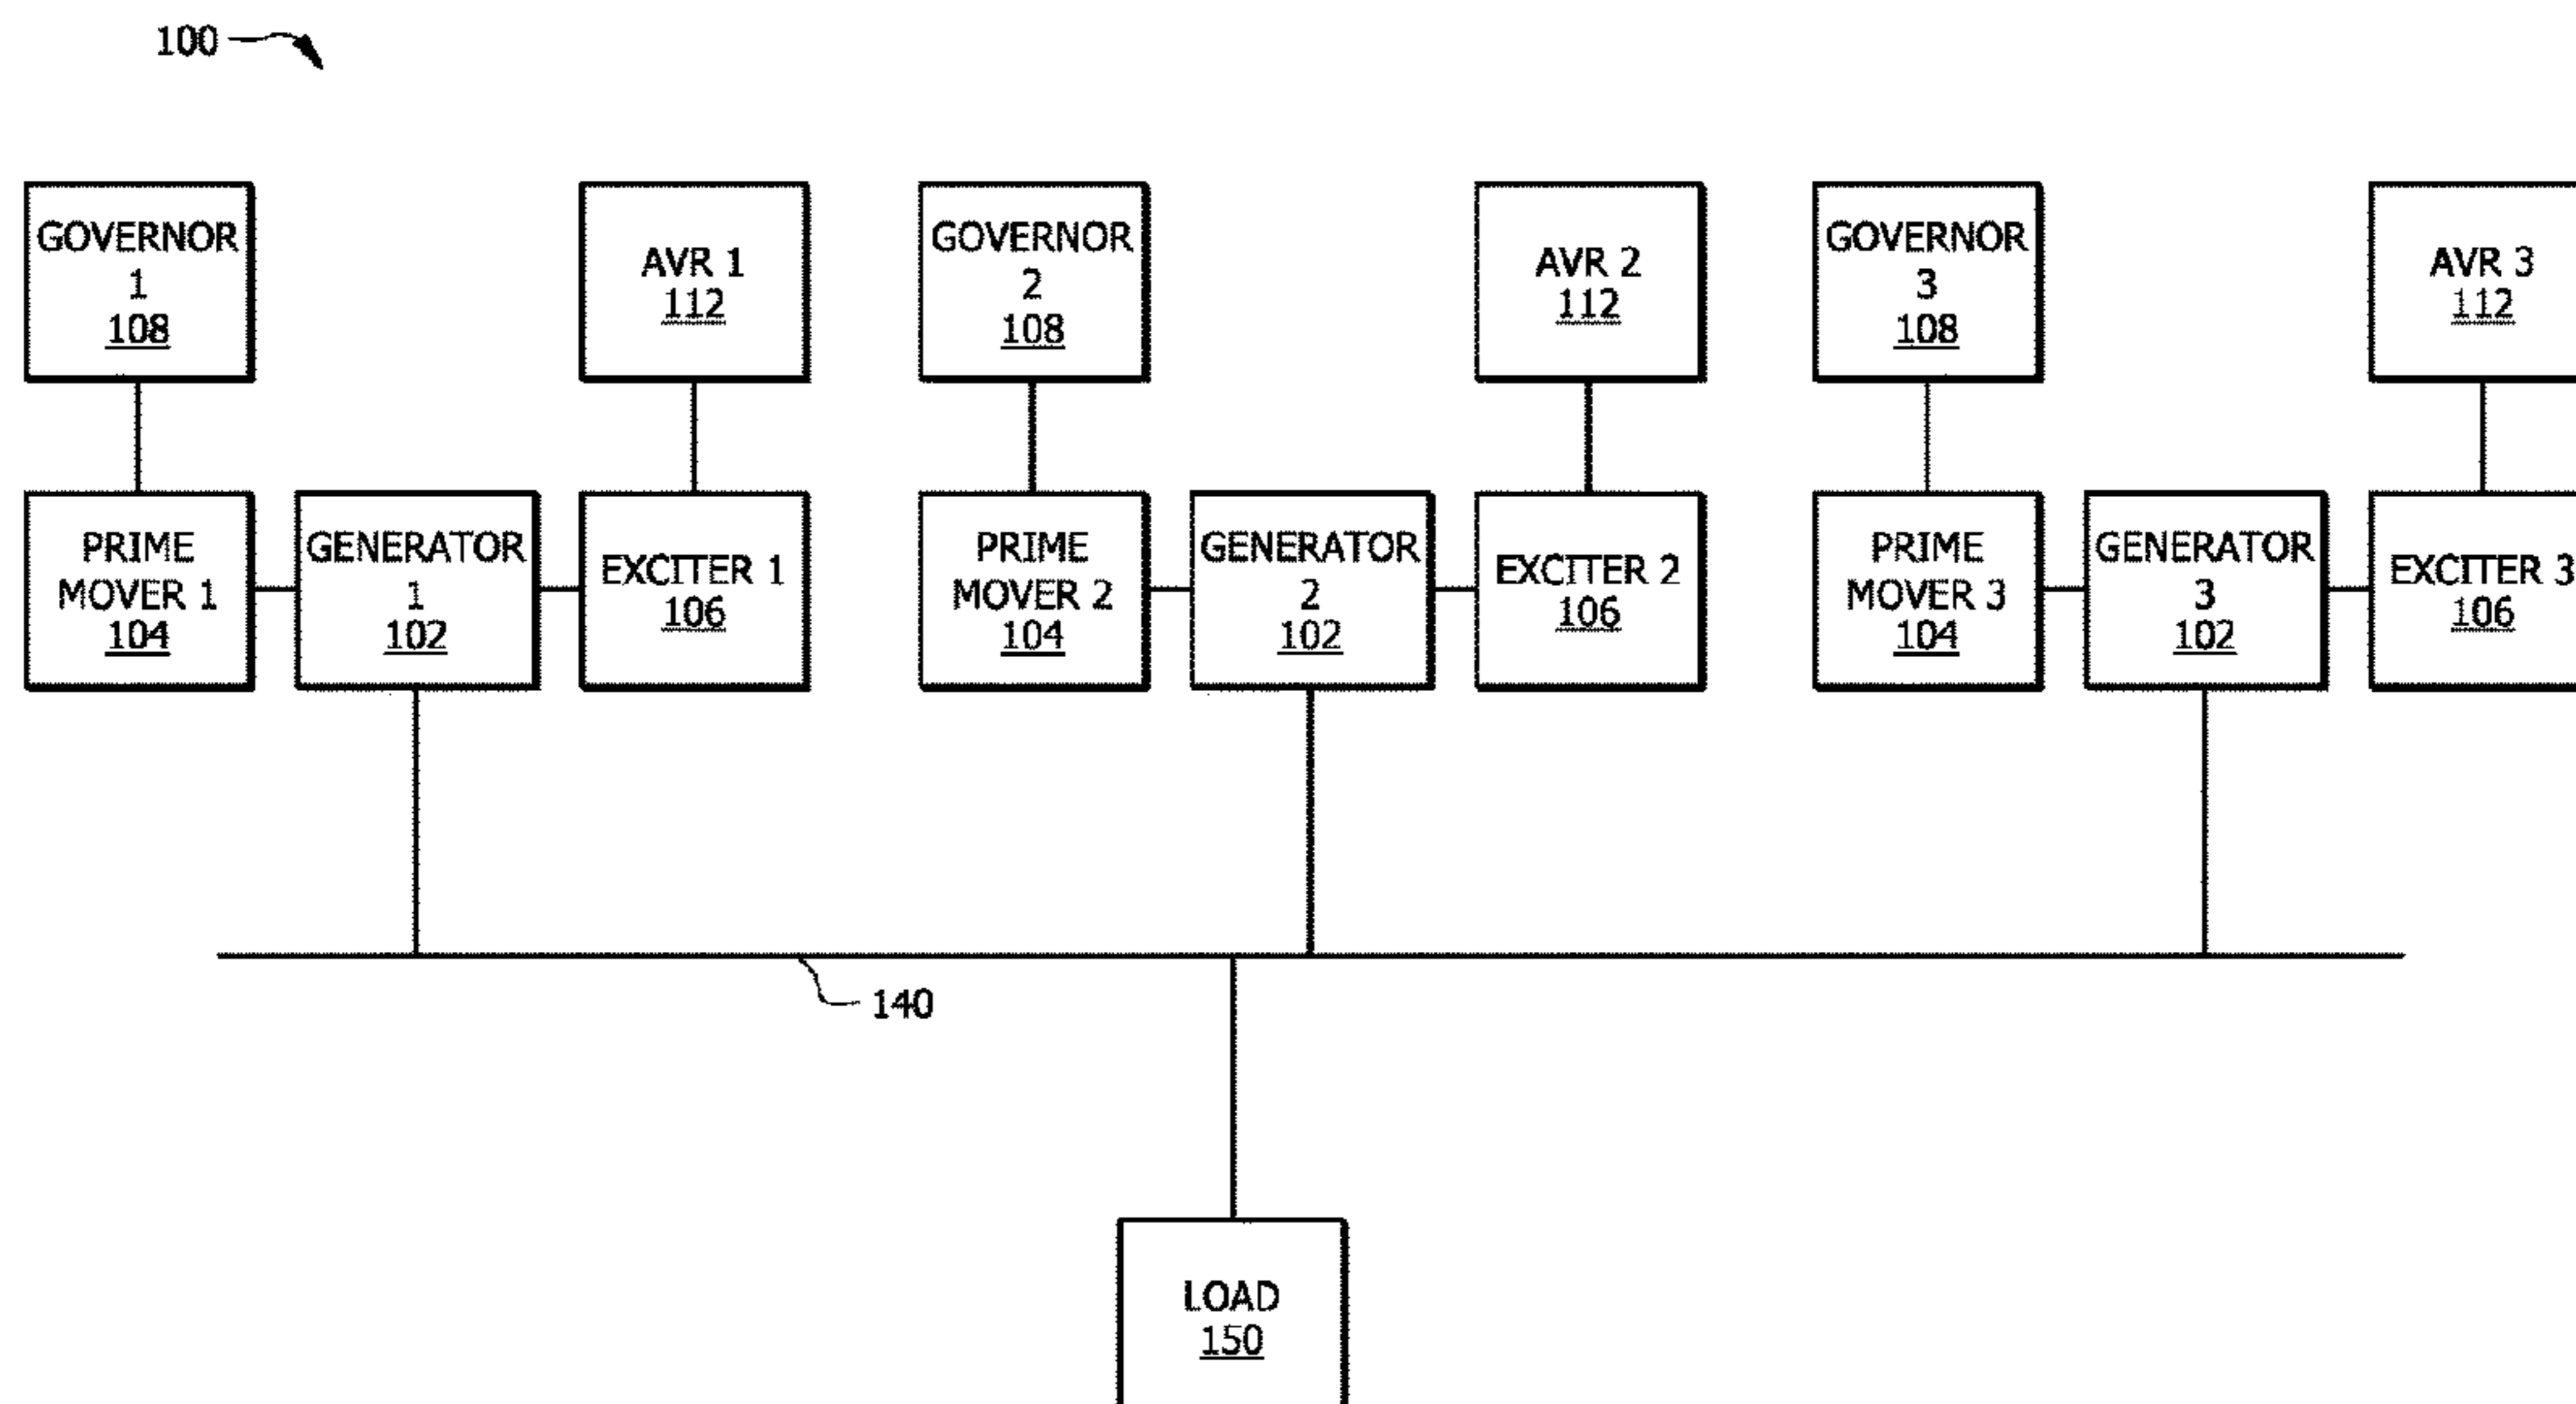 100
GOVERNOR
1
108
AVR 1
112
GOVERNOR
2
108
AVR 2
112
GOVERNOR
3
108
AVR 3
112
PRIME
MOVER 1
104
GENERATOR
1
102
EXCITER 1
106
PRIME
MOVER 2
104
GENERATOR
2
102
EXCITER 2
106
PRIME
MOVER 3
104
GENERATOR
3
102
EXCITER 3
106
140
LOAD
150